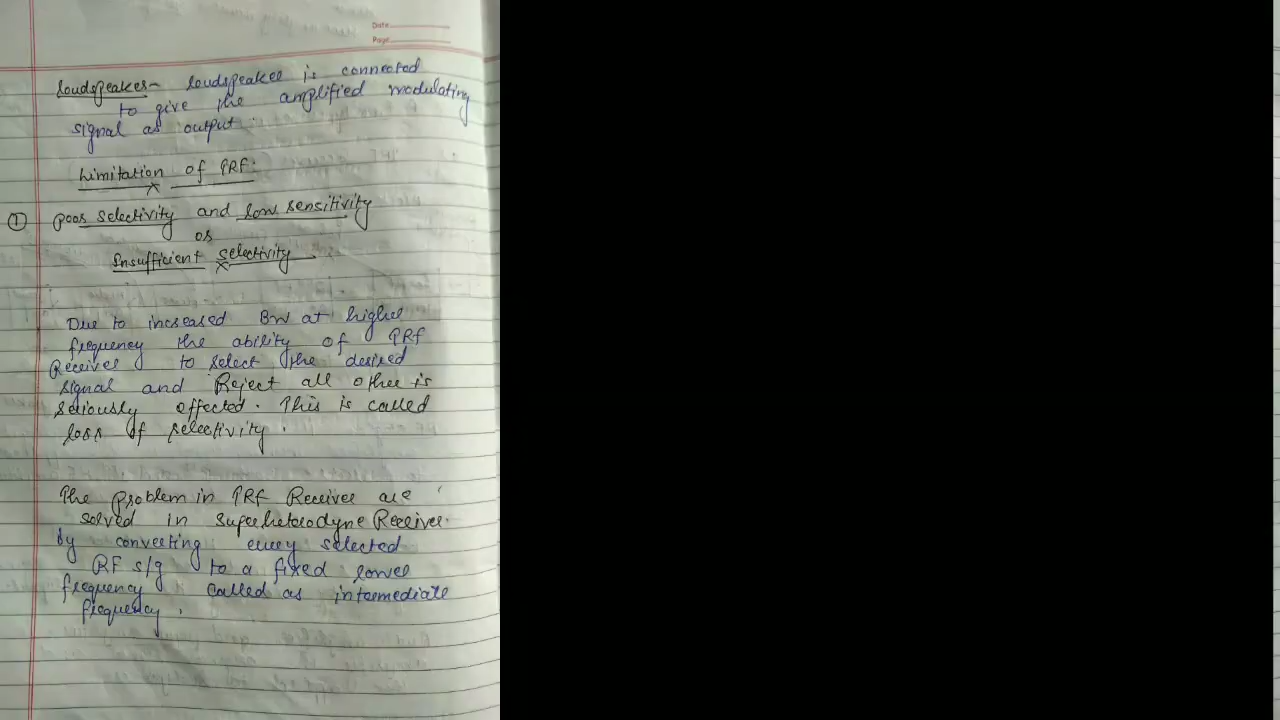 Date
Page
Loudspeaker- Loudspeaker is connected
to give the amplified modulating
signal as output.
Limitation of TRF:
① Poor selectivity and low sensitivity
or
Insufficient selectivity
Due to increased BW at higher
frequency the ability of TRF
Receiver to select the desired
signal and Reject all other is
seriously affected. This is called
loss of selectivity.
The Problem in TRF Receiver are
solved in Superheterodyne Receiver.
by converting every selected
RF s/g to a fixed lower
frequency called as intermediate
frequency.